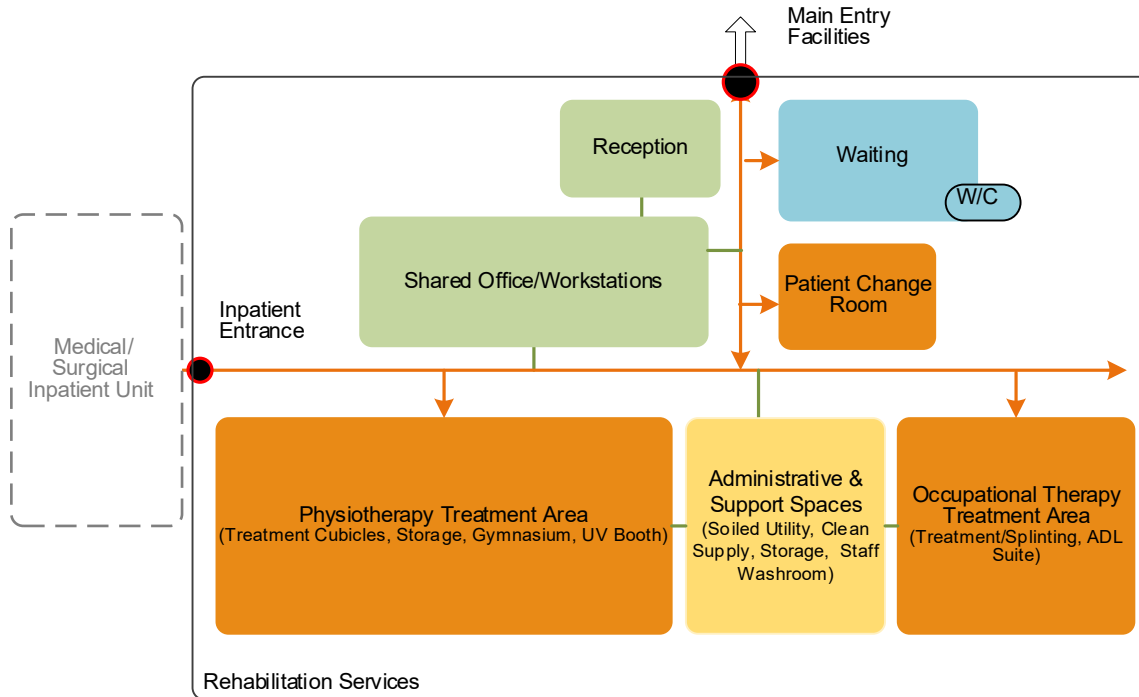 Main Entry
Facilities
Reception
Waiting
W/C
Shared Office/Workstations
Patient Change
Room
Inpatient
Entrance
Medical/
Surgical
Inpatient Unit
Physiotherapy Treatment Area
(Treatment Cubicles, Storage, Gymnasium, UV Booth)
Administrative &
Support Spaces
(Soiled Utility, Clean
Supply, Storage, Staff
Washroom)
Occupational Therapy
Treatment Area
(Treatment/Splinting, ADL
Suite)
Rehabilitation Services